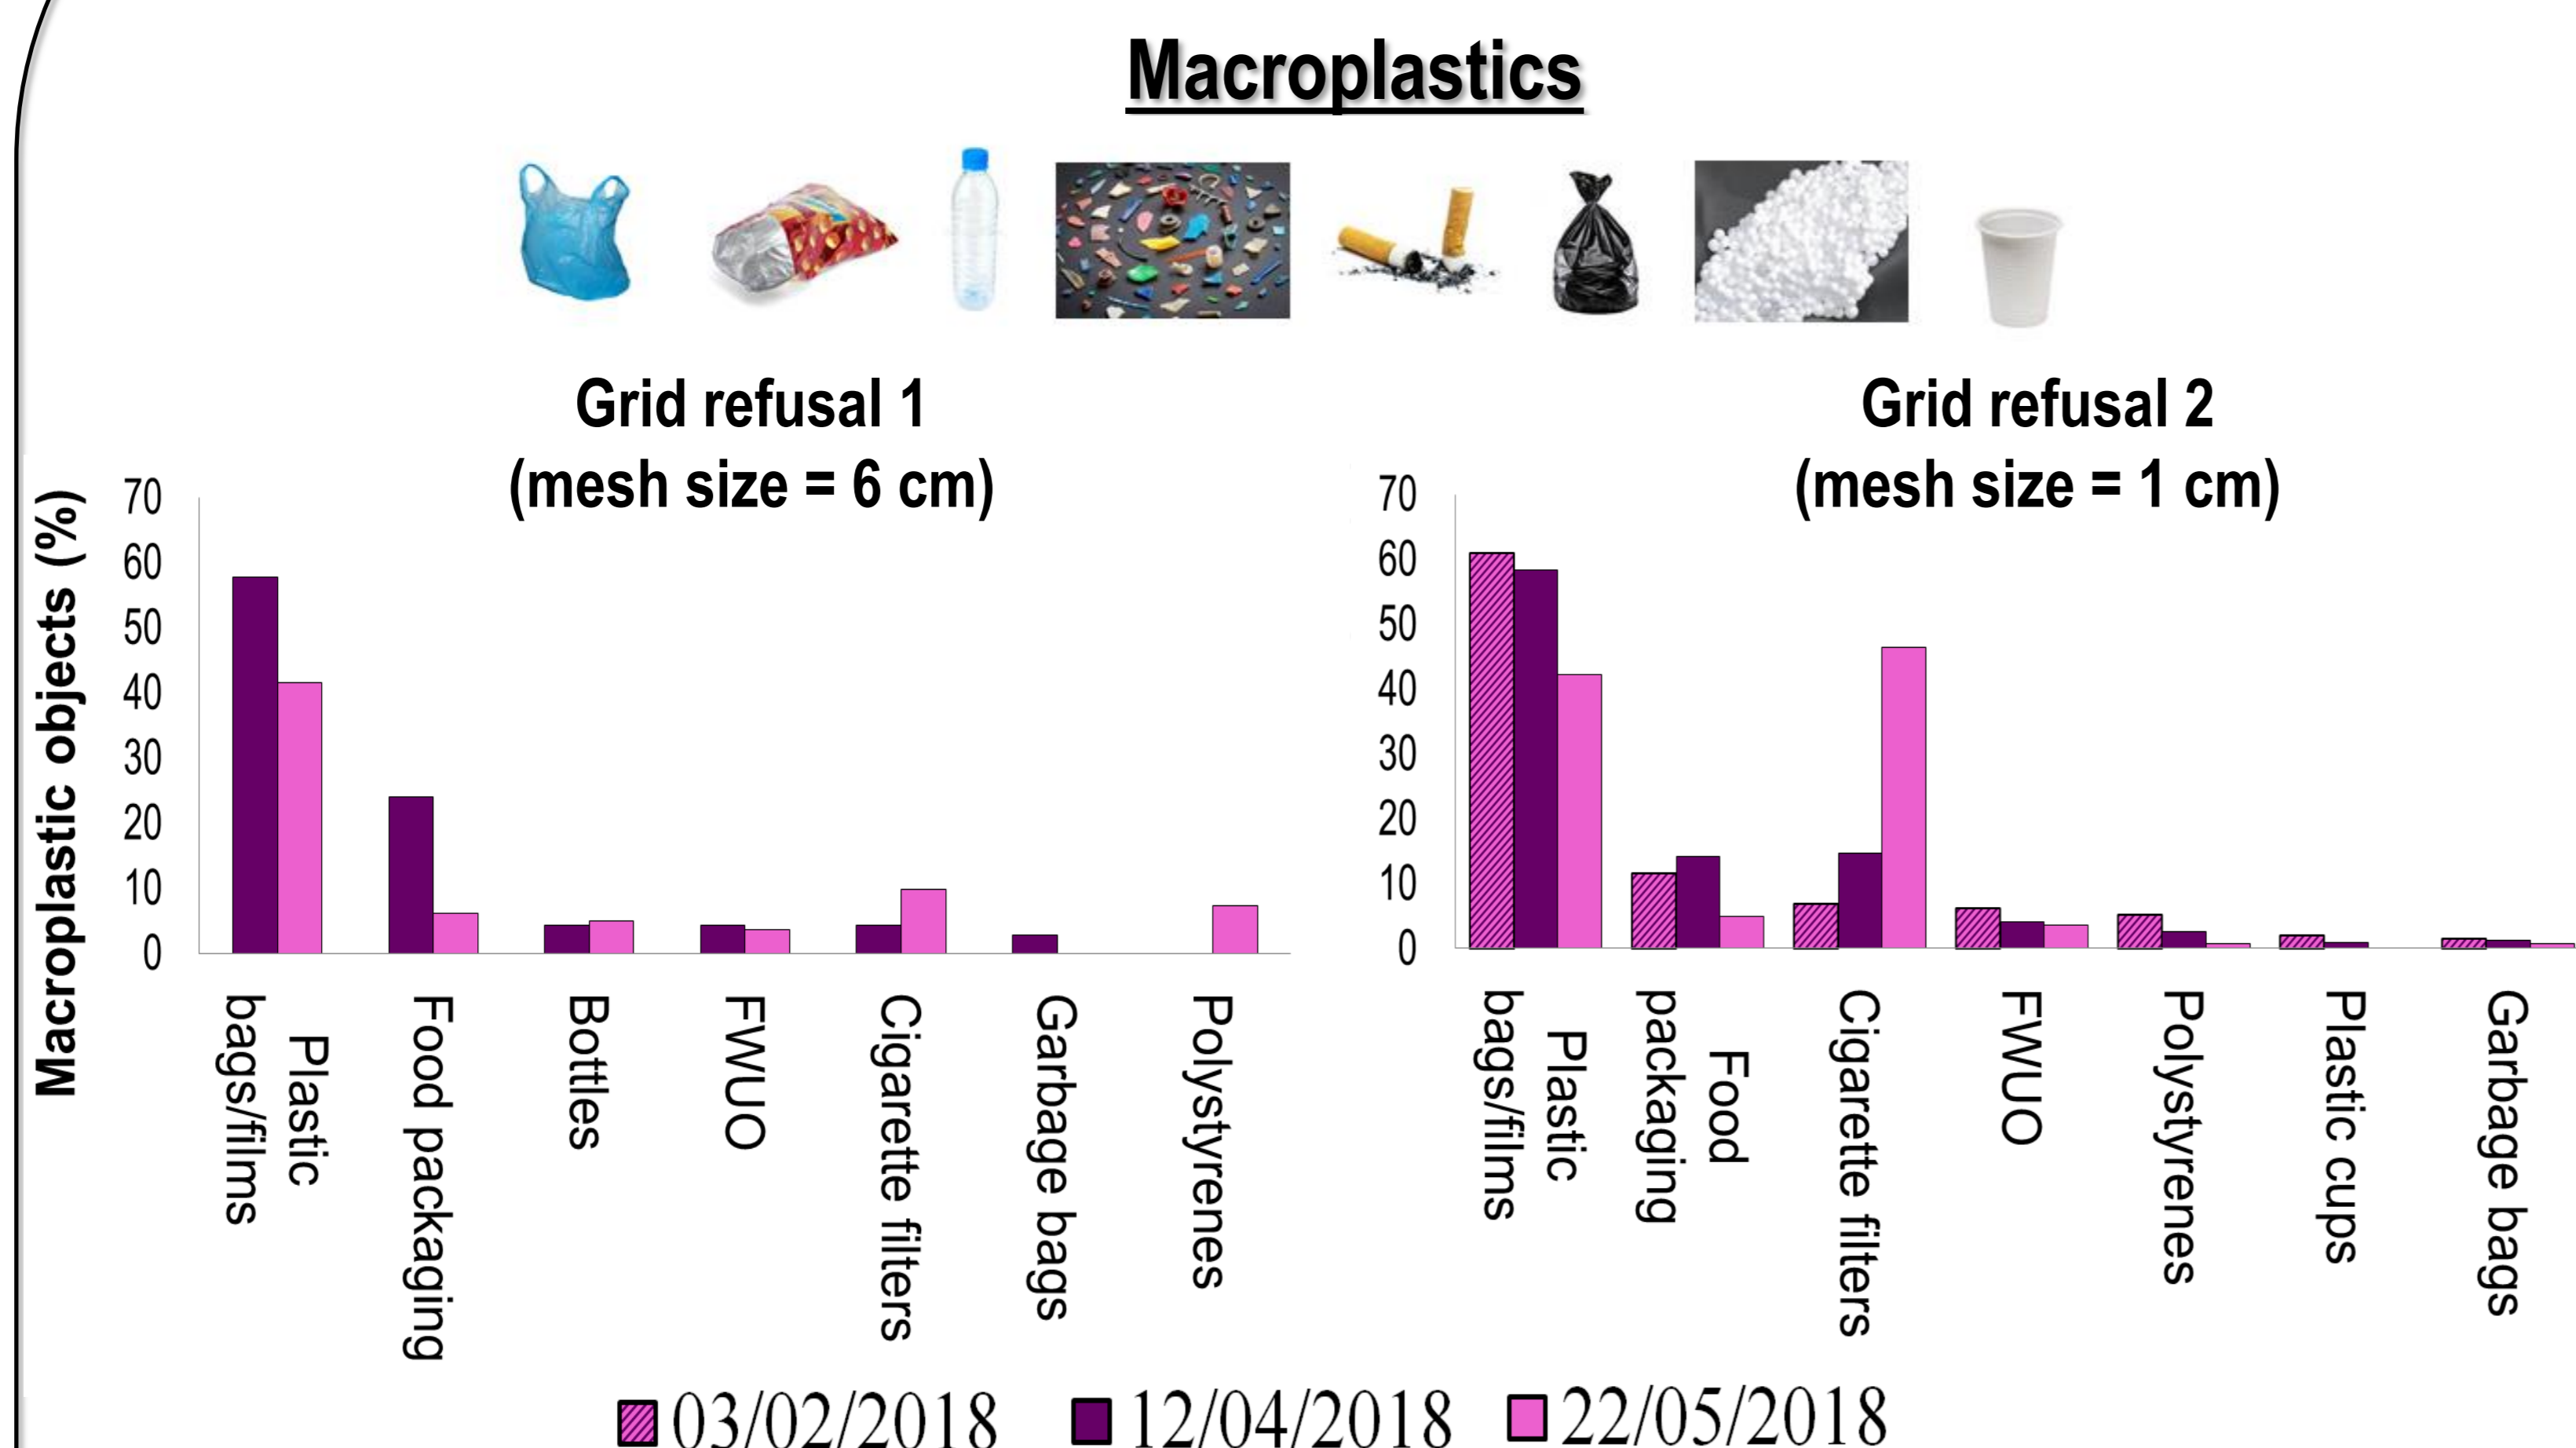 Macroplastics
Grid refusal 1
(mesh size = 6 cm)
Grid refusal 2
(mesh size = 1 cm)
Macroplastic objects (%)
70
60
50
40
30
20
10
0
Plastic
bags/films
Food packaging
Bottles
FWUO
Cigarette filters
Garbage bags
Polystyrenes
70
60
50
40
30
20
10
0
Plastic
bags/films
Food
packaging
Cigarette filters
FWUO
Polystyrenes
Plastic cups
Garbage bags
03/02/2018
12/04/2018
22/05/2018